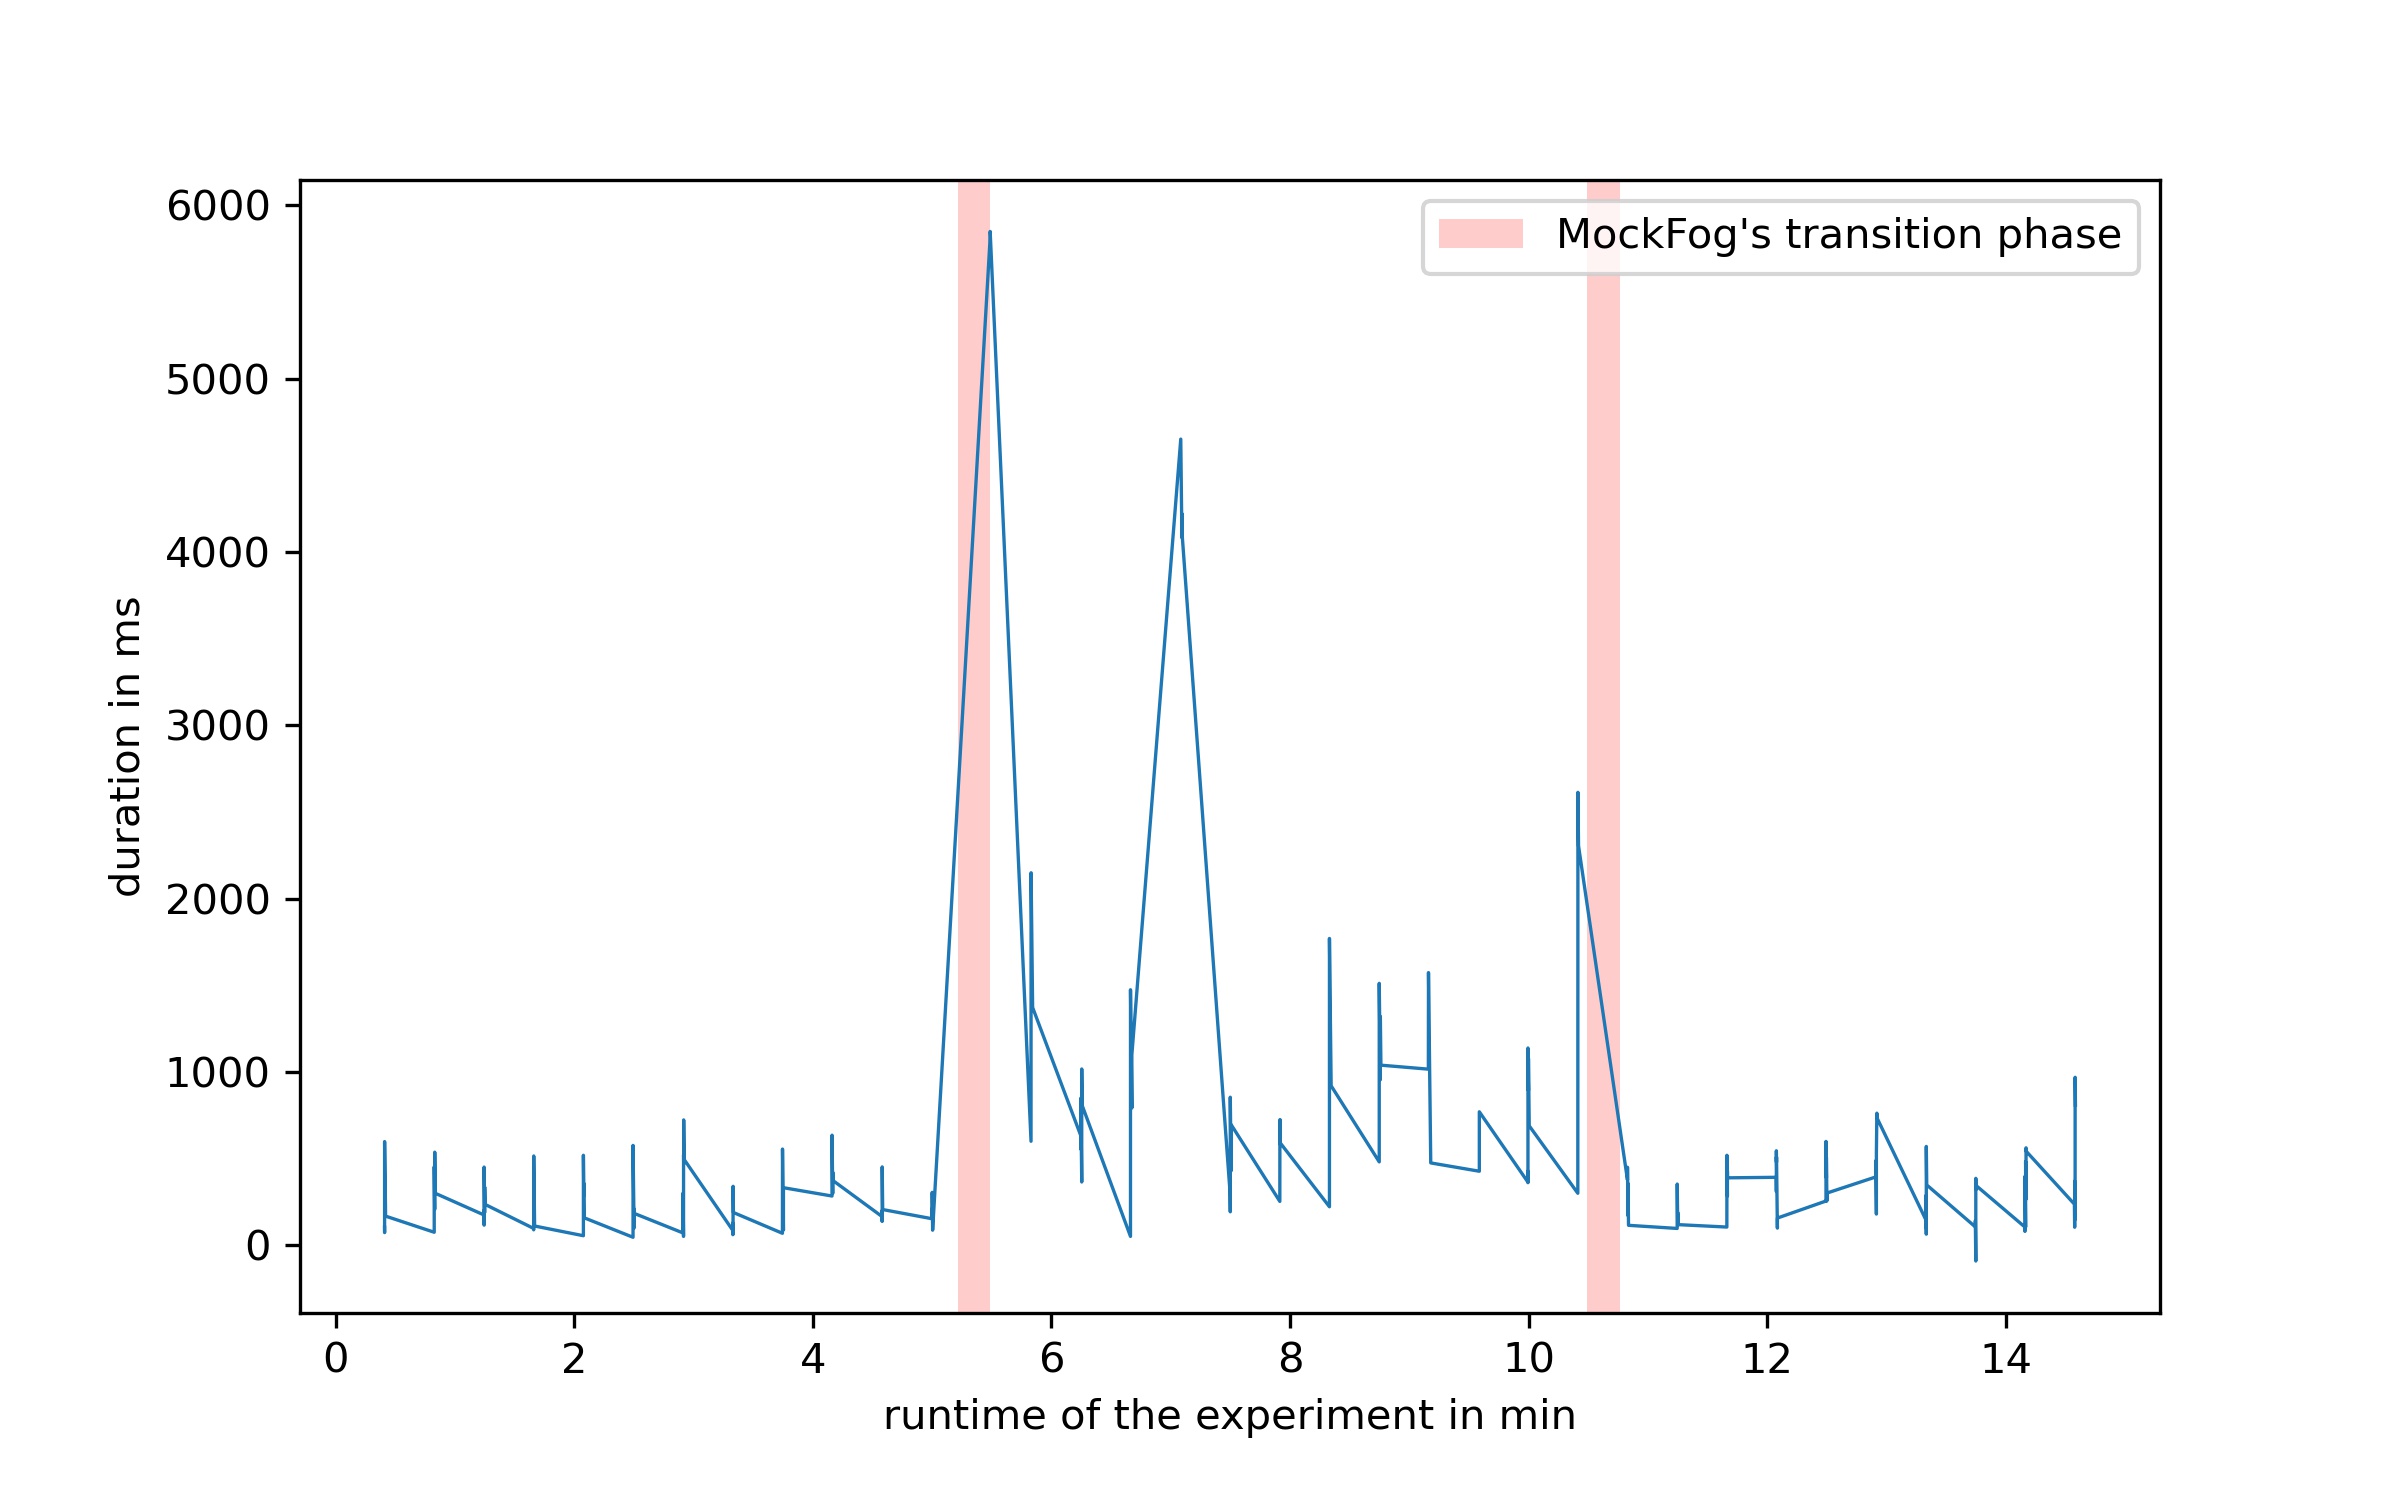 MockFog's transition phase
6000
5000
4000
3000
2000
1000
0
duration in ms
0 2 4 6 8 10 12 14
runtime of the experiment in min